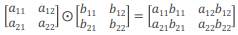 [a₁₁ a₁₂] ⊙ [b₁₁ b₁₂] = [a₁₁b₁₁ a₁₂b₁₂]
[a₂₁ a₂₂] [b₂₁ b₂₂] [a₂₁b₂₁ a₂₂b₂₂]